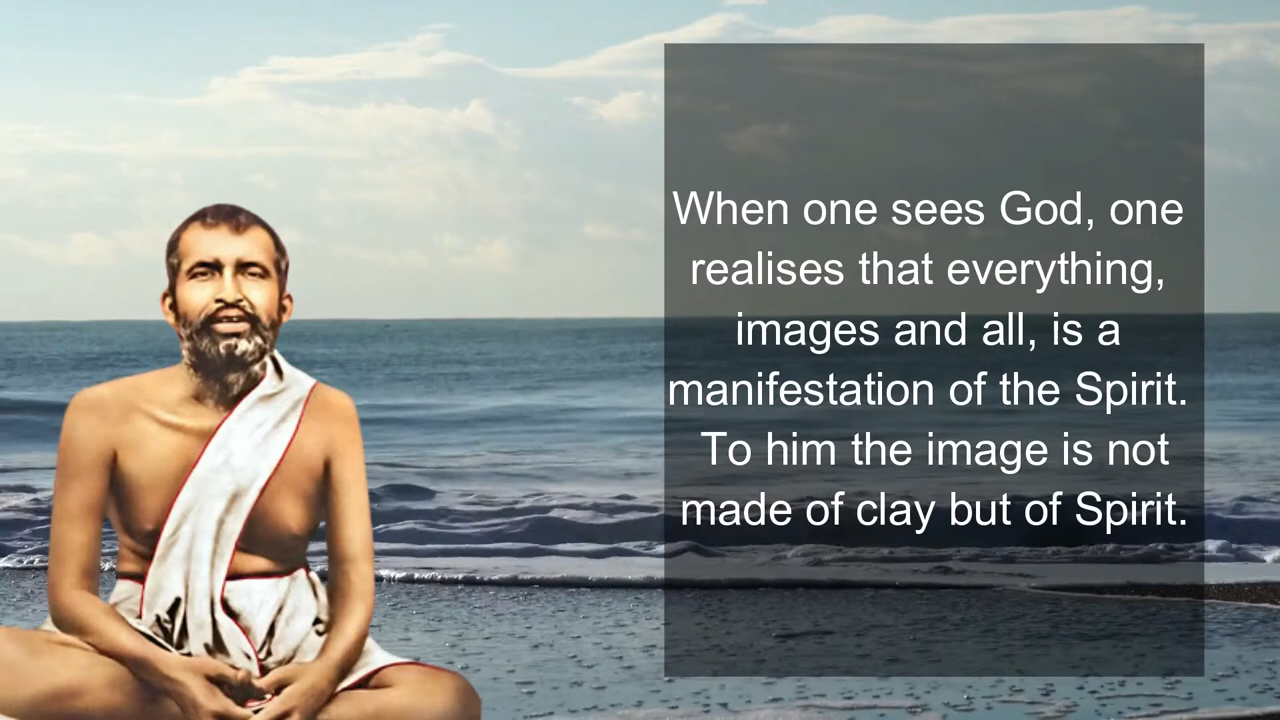 When one sees God, one
realises that everything,
images and all, is a
manifestation of the Spirit.
To him the image is not
made of clay but of Spirit.